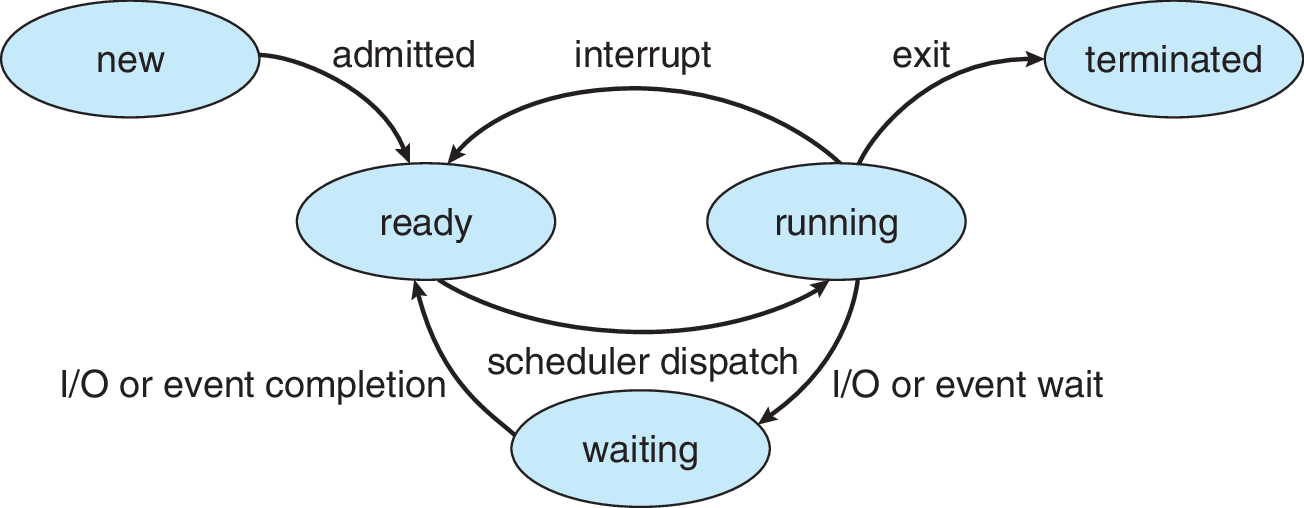 new
admitted
interrupt
exit
terminated
ready
running
scheduler dispatch
I/O or event completion
I/O or event wait
waiting